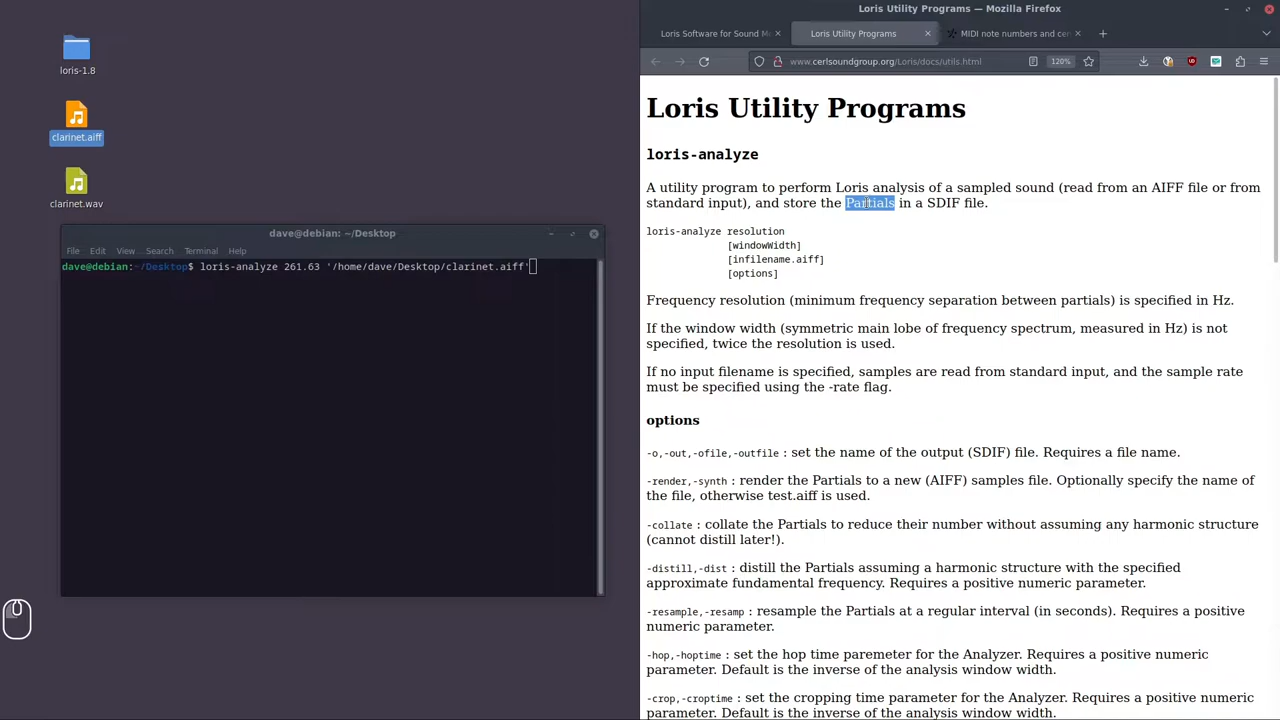 Loris Utility Programs — Mozilla Firefox
Loris Software for Sound M
Loris Utility Programs
MIDI note numbers and cen
www.cerlsoundgroup.org/Loris/docs/utils.html
120%
loris-1.8
clarinet.aiff
clarinet.wav
dave@debian: ~/Desktop
File Edit View Search Terminal Help
dave@debian:~/Desktop$ loris-analyze 261.63 '/home/dave/Desktop/clarinet.aiff'
Loris Utility Programs
loris-analyze
A utility program to perform Loris analysis of a sampled sound (read from an AIFF file or from
standard input), and store the Partials in a SDIF file.
loris-analyze resolution
[windowWidth]
[infilename.aiff]
[options]
Frequency resolution (minimum frequency separation between partials) is specified in Hz.
If the window width (symmetric main lobe of frequency spectrum, measured in Hz) is not
specified, twice the resolution is used.
If no input filename is specified, samples are read from standard input, and the sample rate
must be specified using the -rate flag.
options
-o,-out,-ofile,-outfile : set the name of the output (SDIF) file. Requires a file name.
-render,-synth : render the Partials to a new (AIFF) samples file. Optionally specify the name of
the file, otherwise test.aiff is used.
-collate : collate the Partials to reduce their number without assuming any harmonic structure
(cannot distill later!).
-distill,-dist : distill the Partials assuming a harmonic structure with the specified
approximate fundamental frequency. Requires a positive numeric parameter.
-resample,-resamp : resample the Partials at a regular interval (in seconds). Requires a positive
numeric parameter.
-hop,-hoptime : set the hop time paremeter for the Analyzer. Requires a positive numeric
parameter. Default is the inverse of the analysis window width.
-crop,-croptime : set the cropping time parameter for the Analyzer. Requires a positive numeric
parameter. Default is the inverse of the analysis window width.